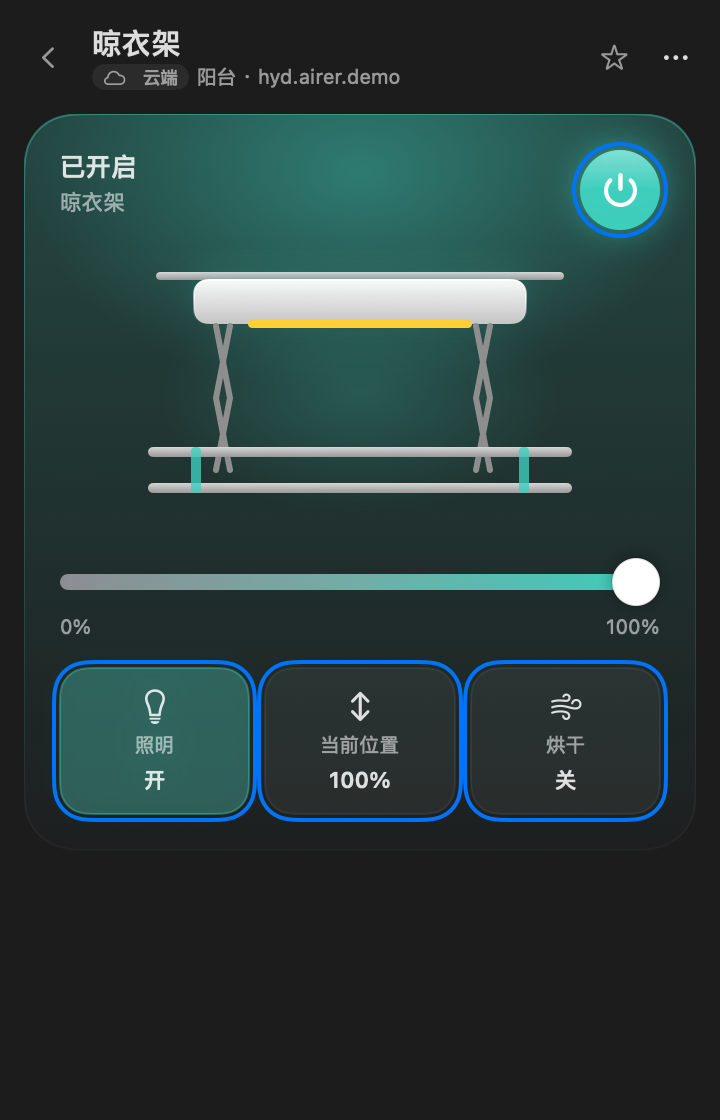 晾衣架
云端 阳台 · hyd.airer.demo
已开启
晾衣架
0% 100%
照明 当前位置 烘干
开 100% 关